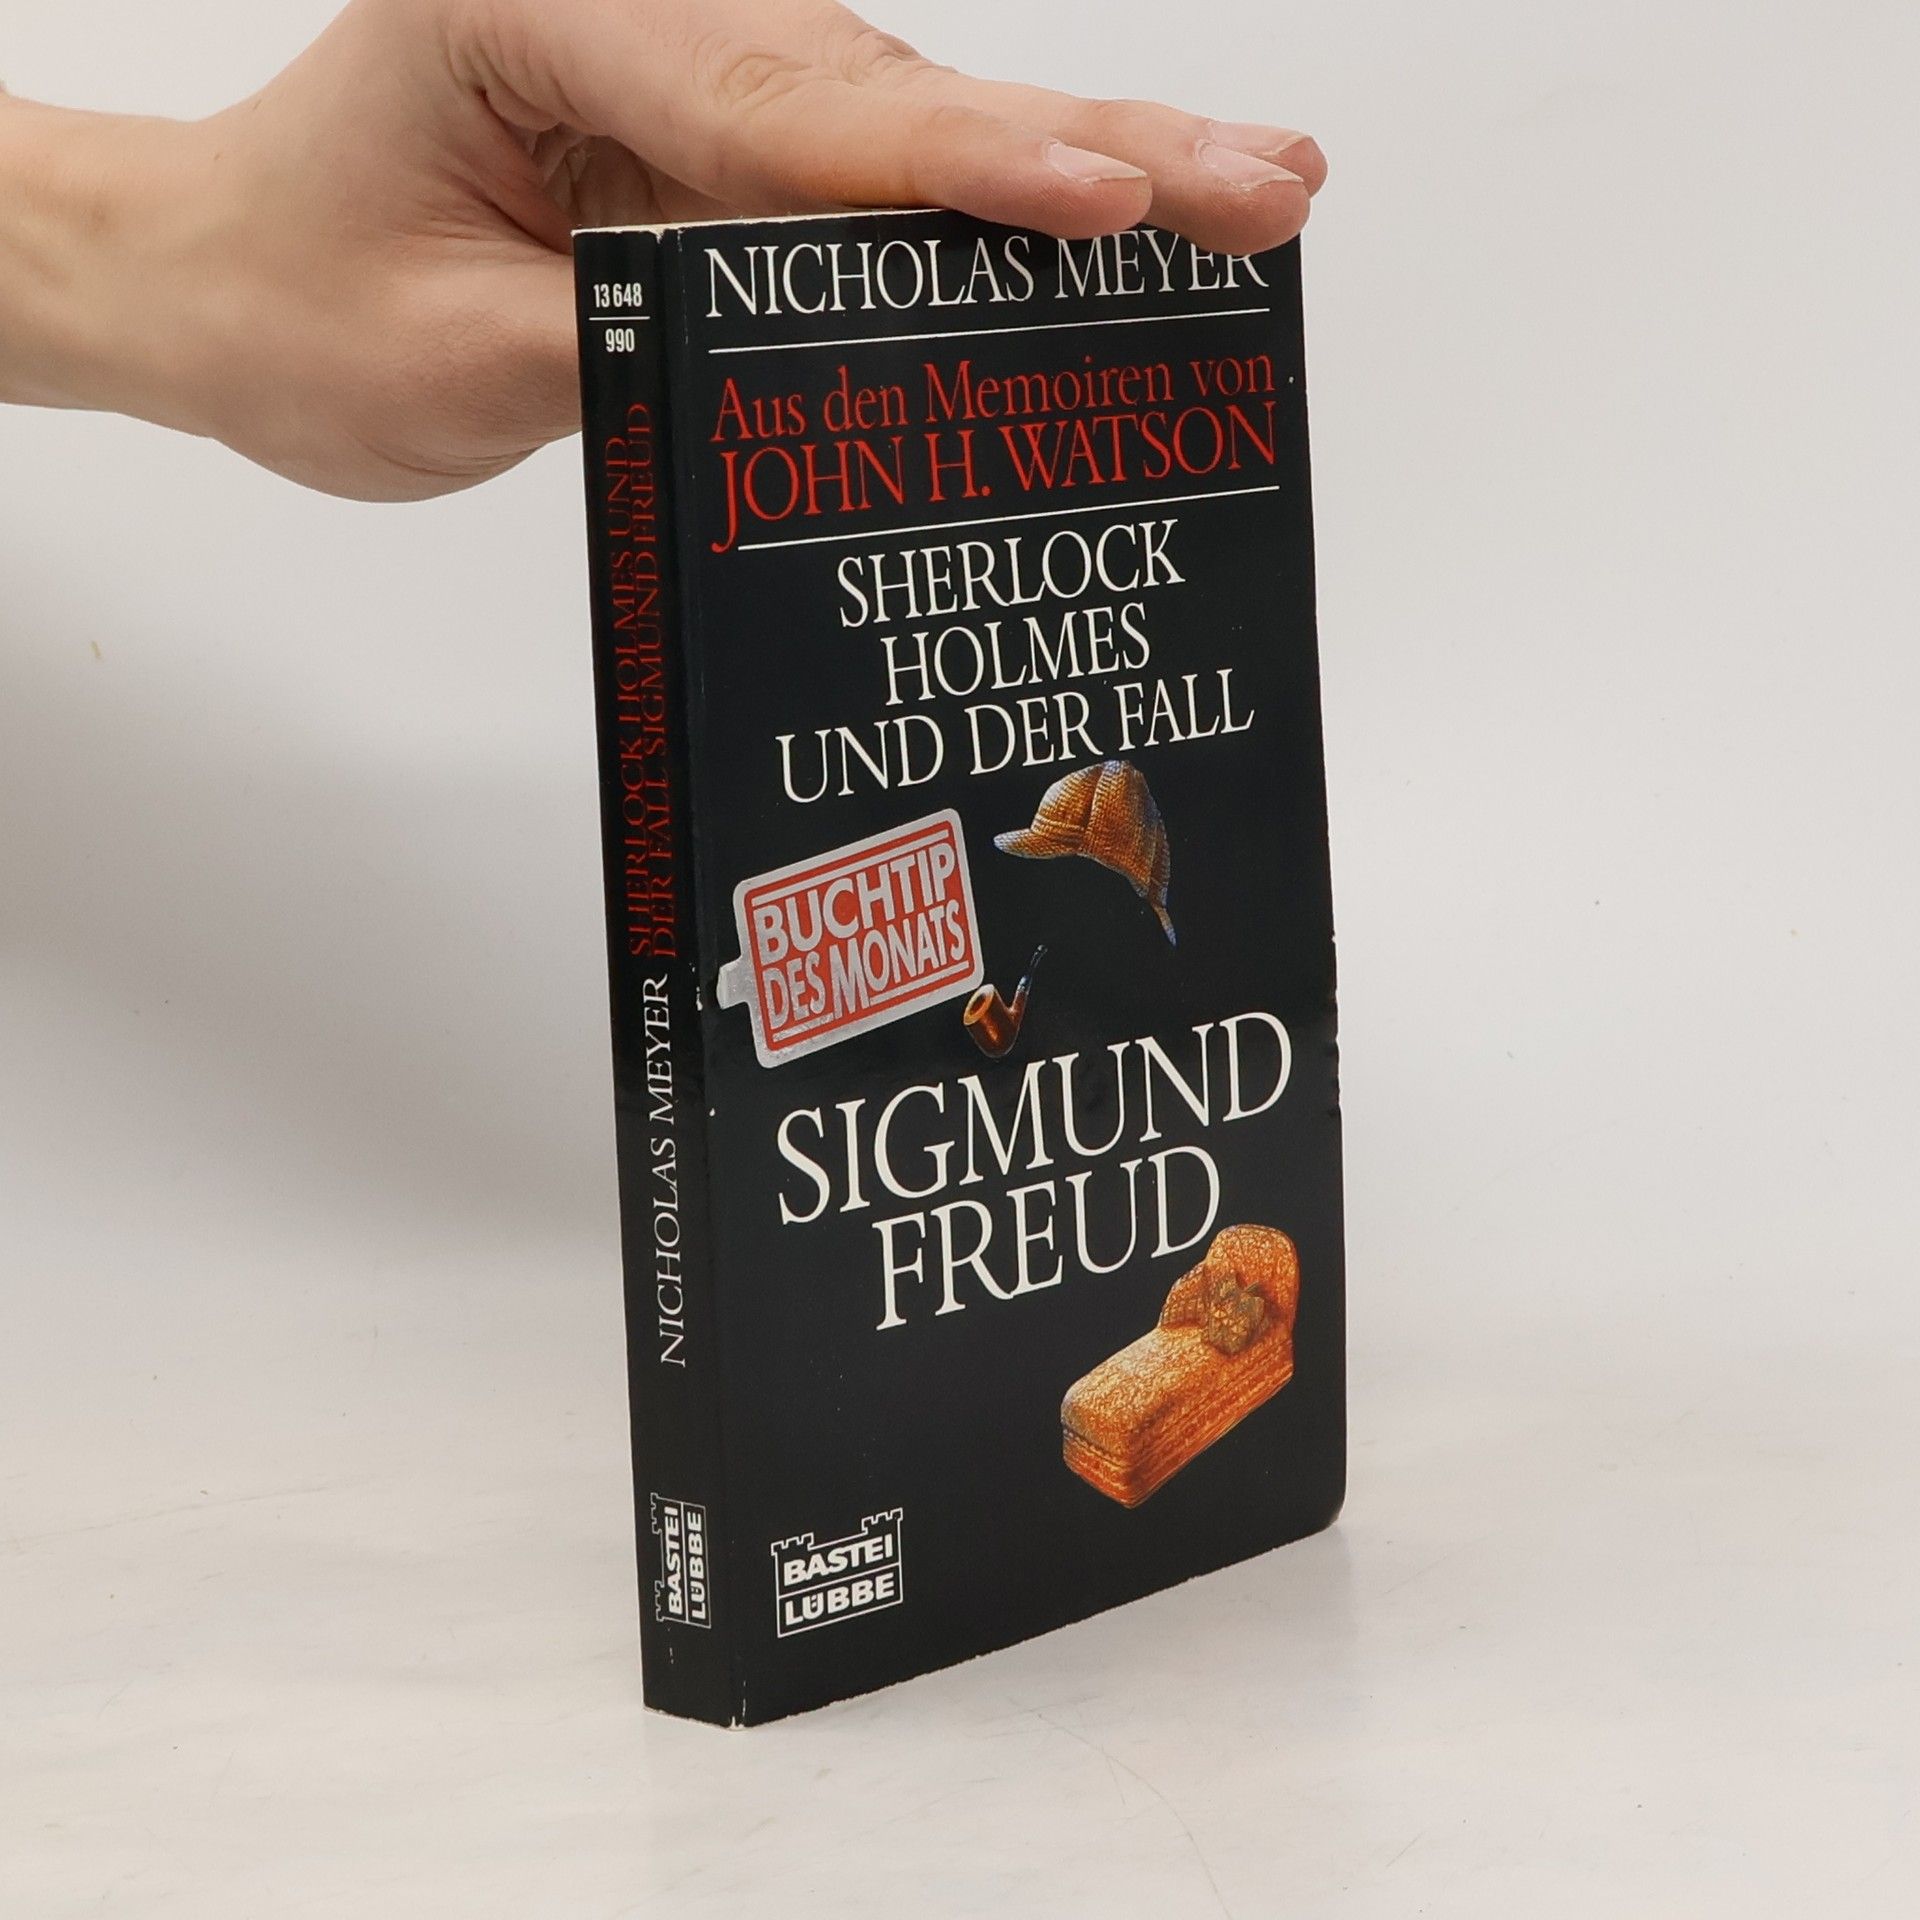 13 648
990
NICHOLAS MEYER SHERLOCK HOLMES UND
DER FALL SIGMUND FREUD
BASTEI
LÜBBE
NICHOLAS MEYER
Aus den Memoiren von
JOHN H. WATSON
SHERLOCK
HOLMES
UND DER FALL
BUCHTIP
DES MONATS
SIGMUND
FREUD
BASTEI
LÜBBE